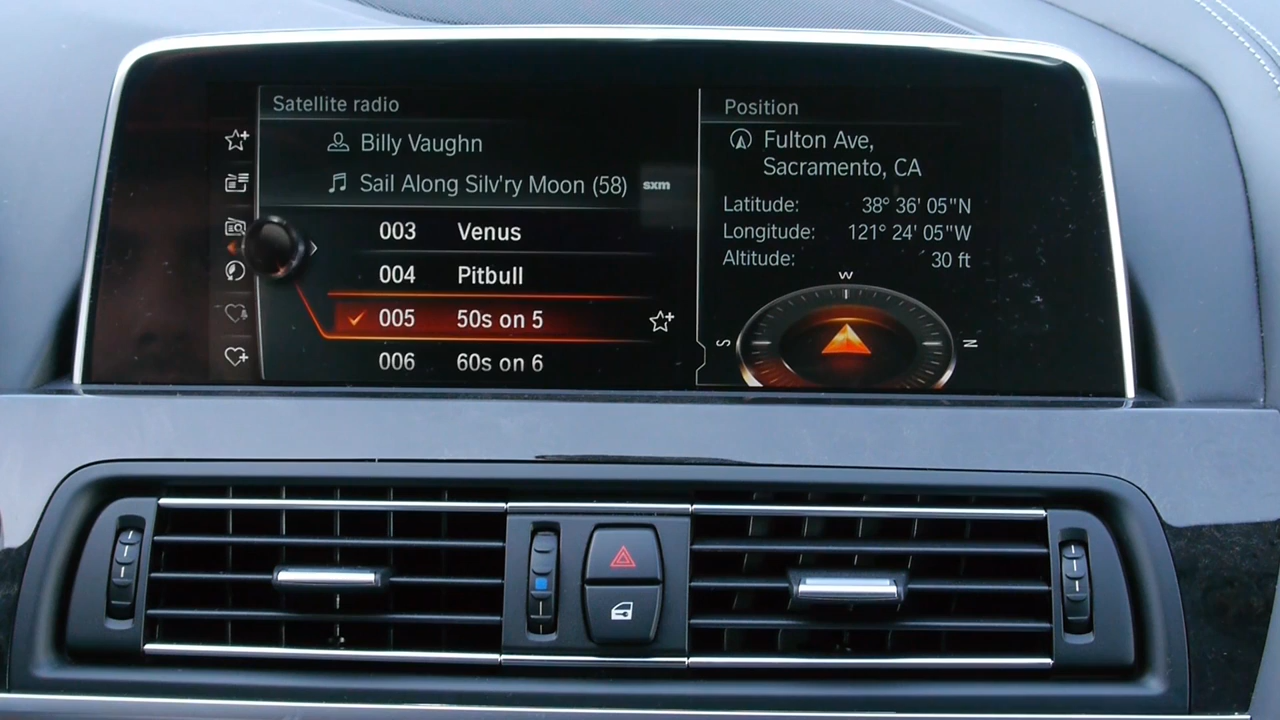 Satellite radio
Billy Vaughn
Sail Along Silv'ry Moon (58) sxm
003 Venus
004 Pitbull
005 50s on 5
006 60s on 6
Position
Fulton Ave,
Sacramento, CA
Latitude: 38° 36' 05"N
Longitude: 121° 24' 05"W
Altitude: 30 ft
W
S
N